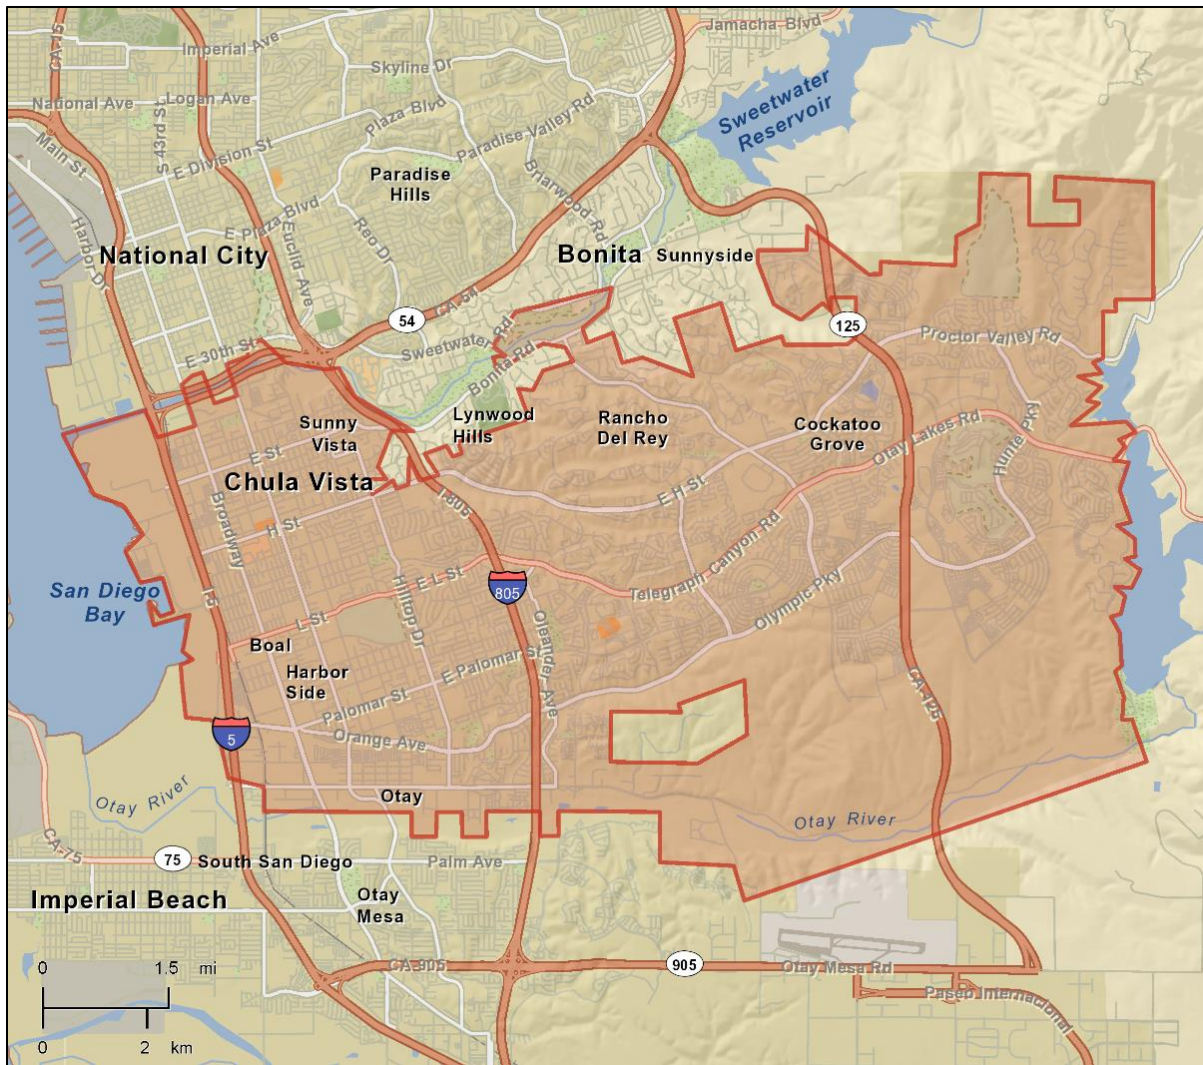 CA-15
Imperial Ave
Jamacha Blvd
Skyline Dr
National Ave
Logan Ave
Plaza Blvd
Paradise Valley Rd
Sweetwater
Reservoir
Main St
S 43rd St
E Division St
Paradise
Hills
Briarwood Rd
E Plaza Blvd
Euclid Ave
Reo Dr
Harbor Dr
National City
Bonita
Sunnyside
54
CA-54
125
Proctor Valley Rd
E 30th St
Sweetwater Rd
Bonita Rd
Sunny
Vista
Lynwood
Hills
Rancho
Del Rey
Cockatoo
Grove
Otay Lakes Rd
Hunte Pky
E St
Chula Vista
Broadway
H St
I-805
E H St
San Diego
Bay
I-5
L St
E L St
Hilltop Dr
805
Oleander Ave
Telegraph Canyon Rd
Olympic Pky
Boal
Harbor
Side
Palomar St
E Palomar St
Orange Ave
5
CA-125
Otay River
Otay
Otay River
CA-75
75
South San Diego
Palm Ave
Imperial Beach
Otay
Mesa
0 1.5 mi
CA-905
905
Otay Mesa Rd
Paseo Internacional
0 2 km